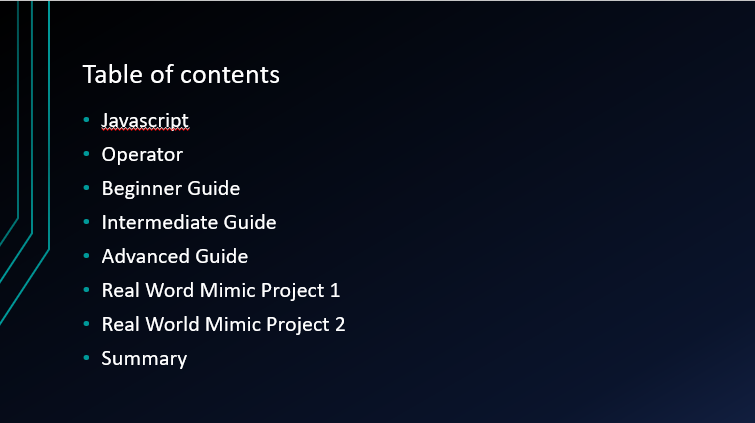 Table of contents
• Javascript
• Operator
• Beginner Guide
• Intermediate Guide
• Advanced Guide
• Real Word Mimic Project 1
• Real World Mimic Project 2
• Summary